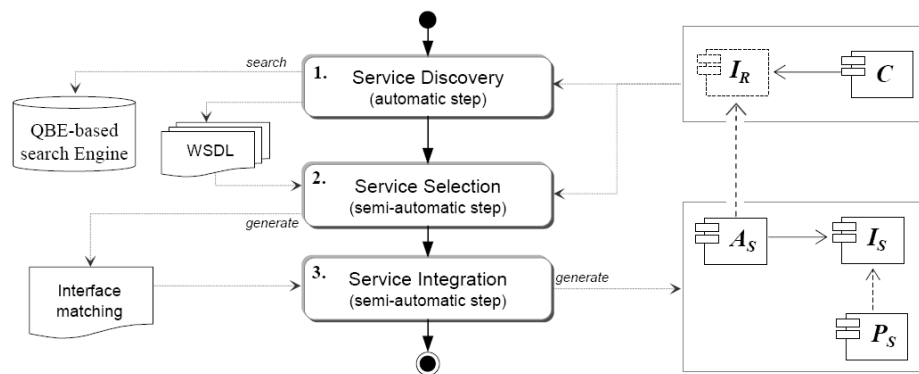 search
1.
Service Discovery
(automatic step)
QBE-based
search Engine
WSDL
2.
Service Selection
(semi-automatic step)
generate
Interface
matching
3.
Service Integration
(semi-automatic step)
generate
I_R
C
A_S
I_S
P_S